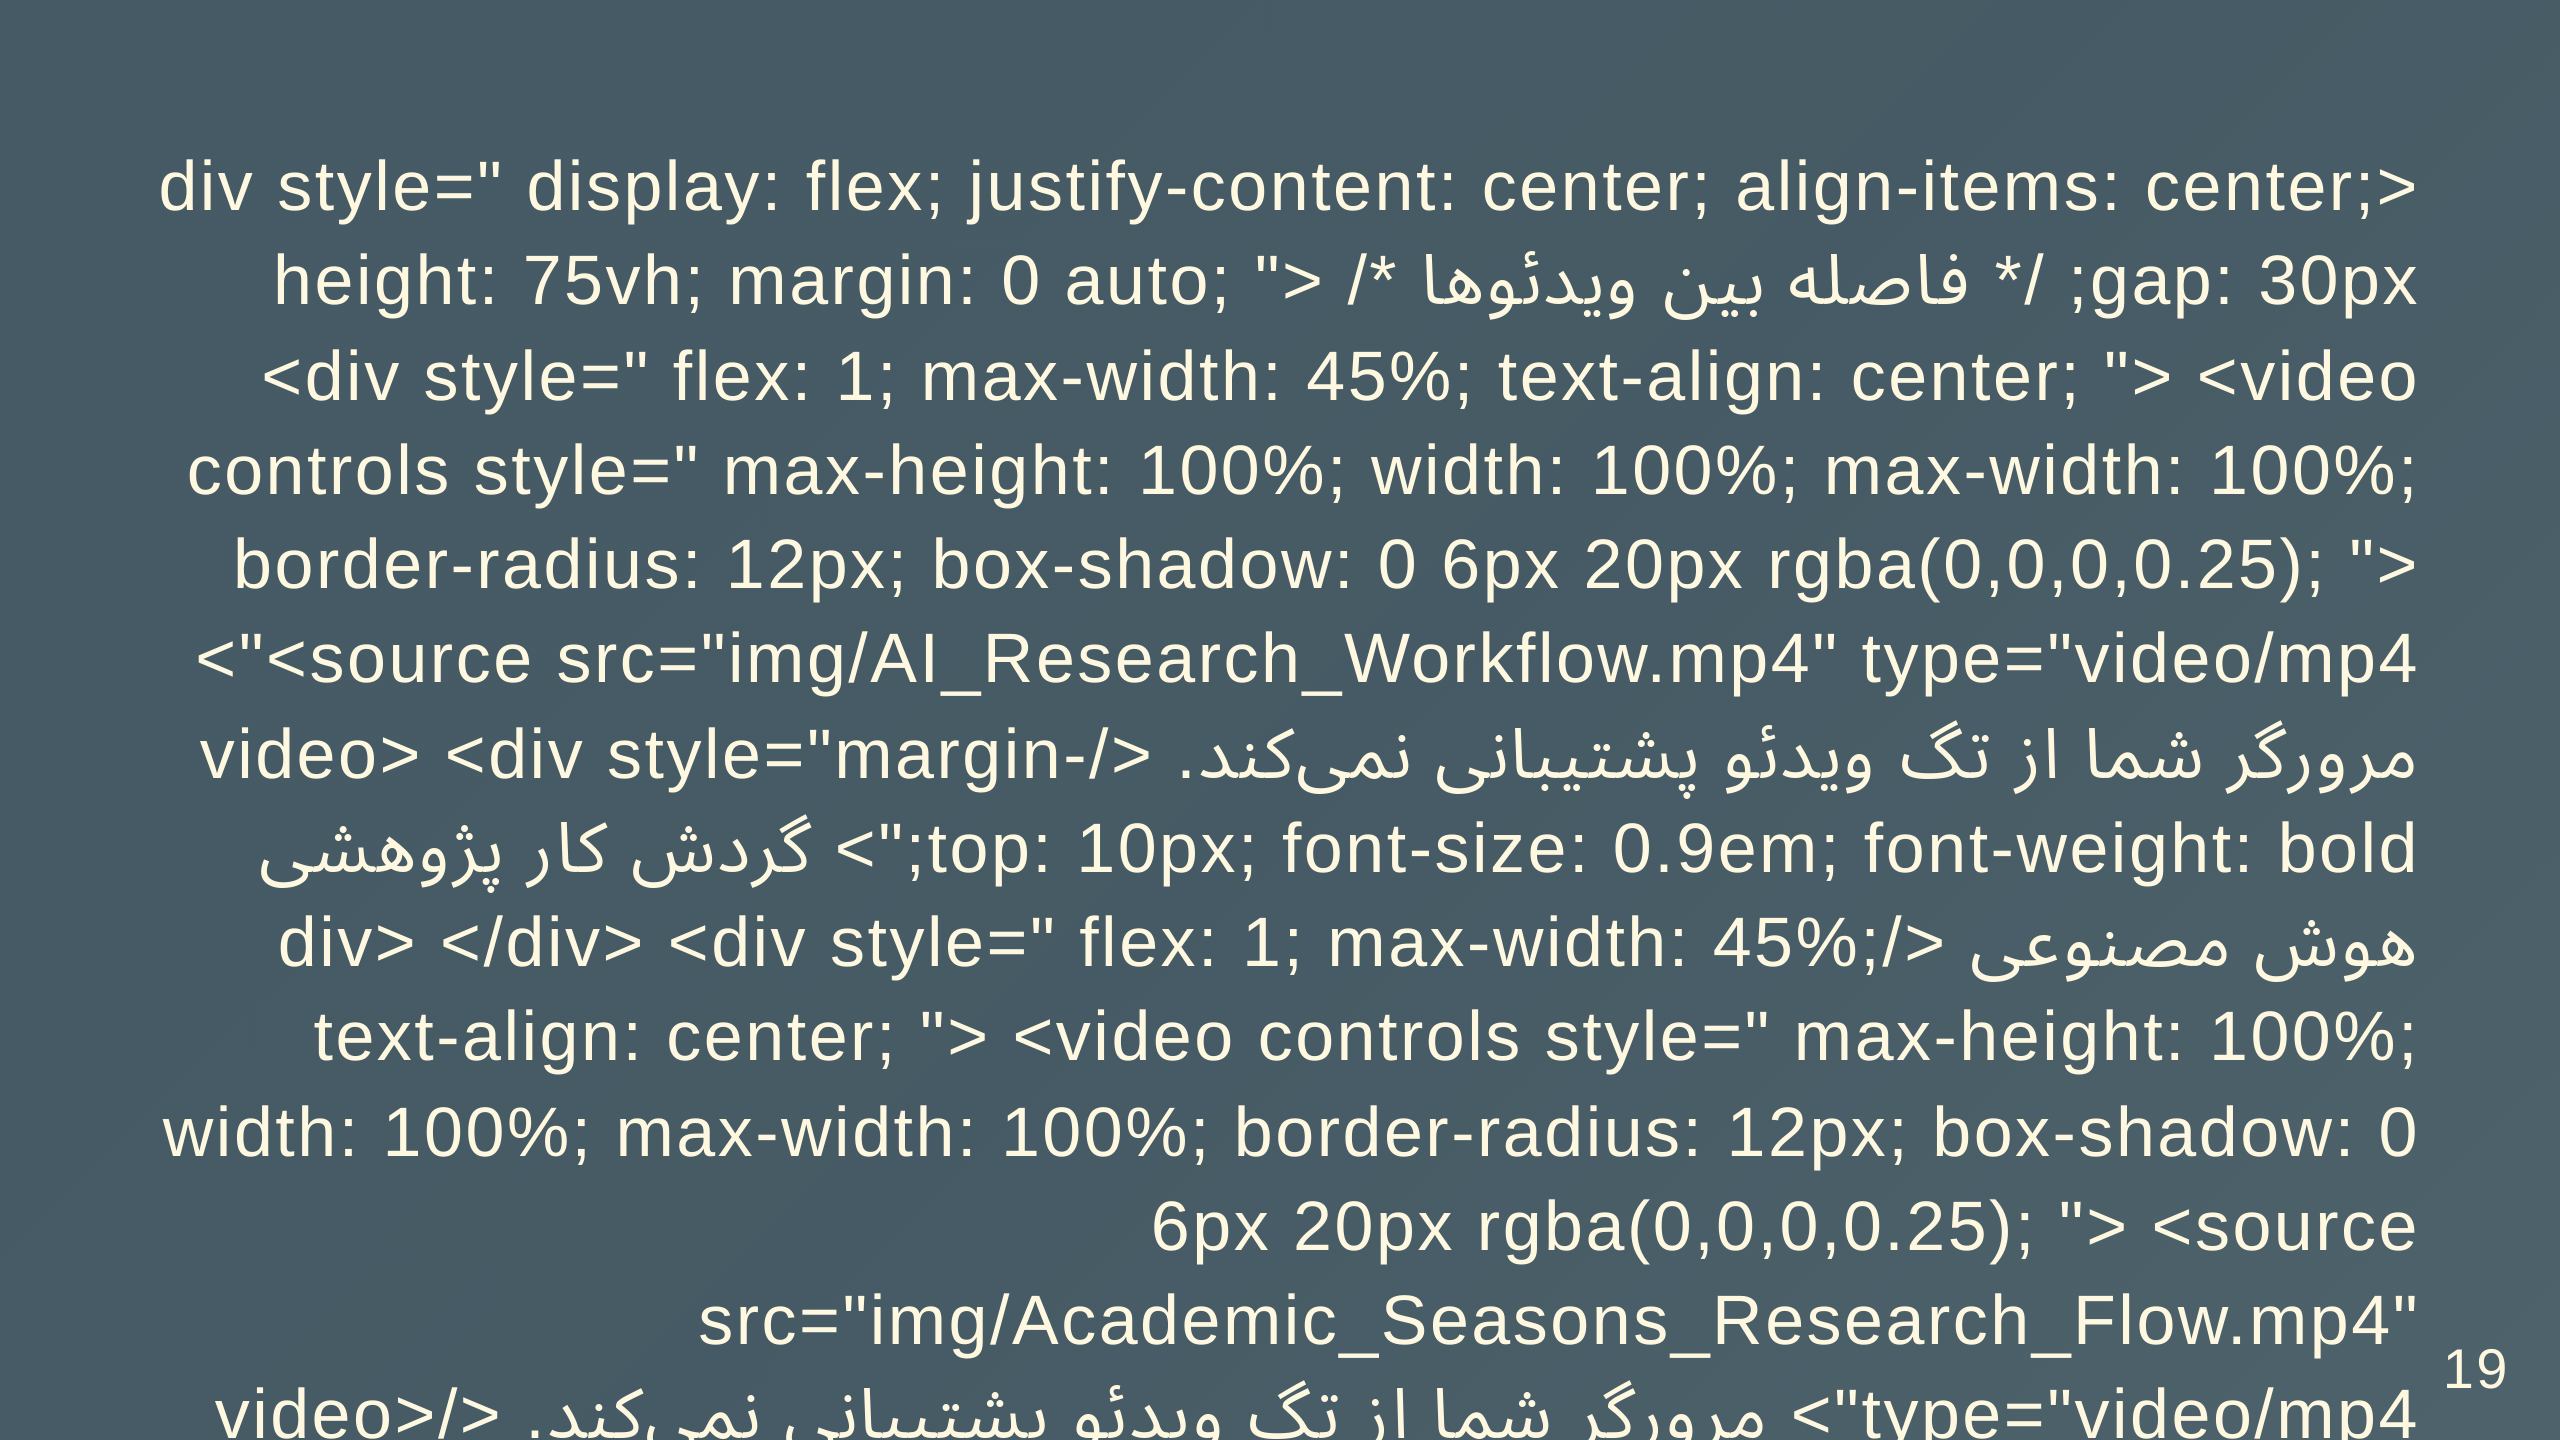 <div style=" display: flex; justify-content: center; align-items: center;
gap: 30px; /* فاصله بین ویدئوها */ height: 75vh; margin: 0 auto; ">
<div style=" flex: 1; max-width: 45%; text-align: center; "> <video
controls style=" max-height: 100%; width: 100%; max-width: 100%;
border-radius: 12px; box-shadow: 0 6px 20px rgba(0,0,0,0.25); ">
<source src="img/AI_Research_Workflow.mp4" type="video/mp4">
مرورگر شما از تگ ویدئو پشتیبانی نمی‌کند. </video> <div style="margin-
top: 10px; font-size: 0.9em; font-weight: bold;"> گردش کار پژوهشی
هوش مصنوعی </div> </div> <div style=" flex: 1; max-width: 45%;
text-align: center; "> <video controls style=" max-height: 100%;
width: 100%; max-width: 100%; border-radius: 12px; box-shadow: 0
6px 20px rgba(0,0,0,0.25); "> <source
src="img/Academic_Seasons_Research_Flow.mp4"
type="video/mp4"> مرورگر شما از تگ ویدئو پشتیبانی نمی‌کند. </video>
19